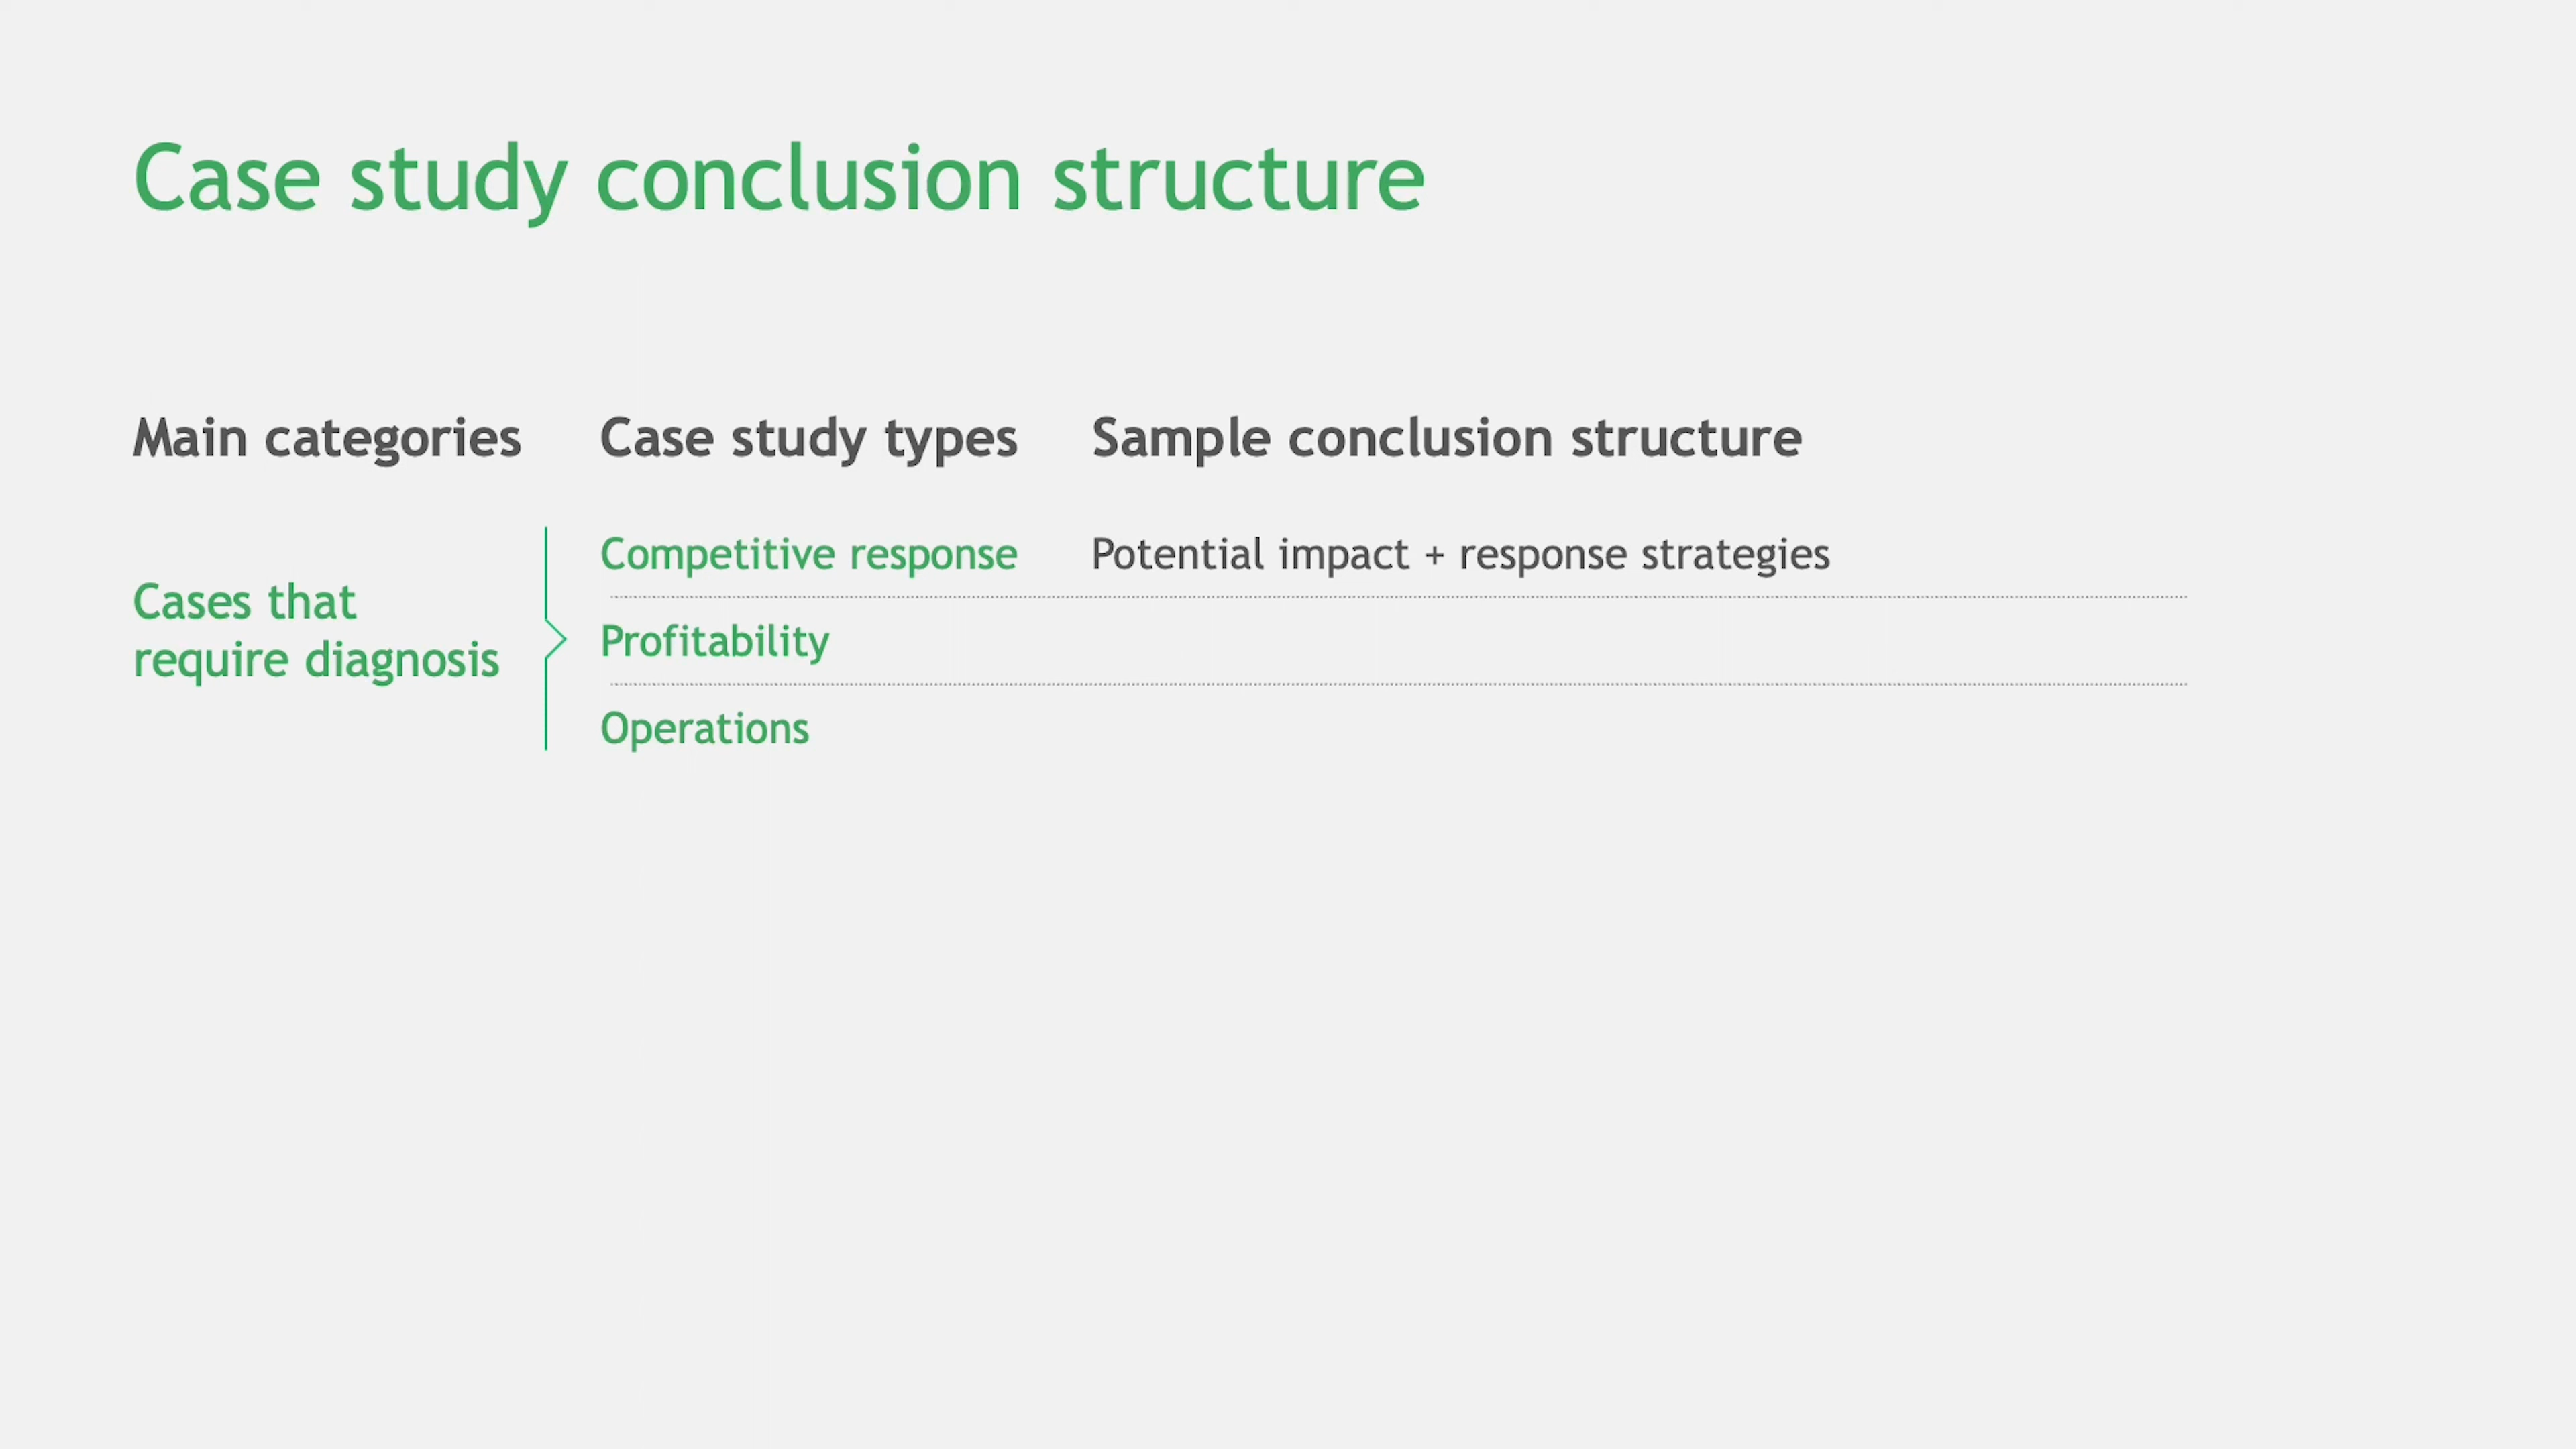 Case study conclusion structure
Main categories
Case study types
Sample conclusion structure
Cases that
require diagnosis
Competitive response
Potential impact + response strategies
Profitability
Operations